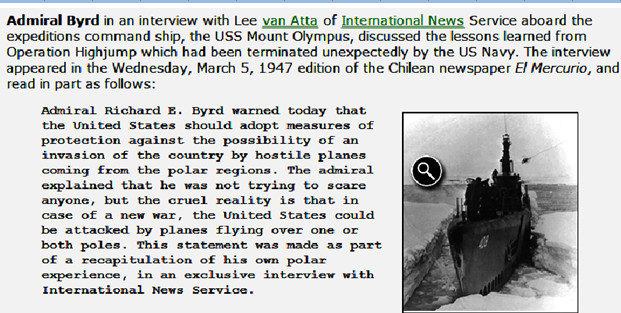 Admiral Byrd in an interview with Lee van Atta of International News Service aboard the
expeditions command ship, the USS Mount Olympus, discussed the lessons learned from
Operation Highjump which had been terminated unexpectedly by the US Navy. The interview
appeared in the Wednesday, March 5, 1947 edition of the Chilean newspaper El Mercurio, and
read in part as follows:
Admiral Richard E. Byrd warned today that
the United States should adopt measures of
protection against the possibility of an
invasion of the country by hostile planes
coming from the polar regions. The admiral
explained that he was not trying to scare
anyone, but the cruel reality is that in
case of a new war, the United States could
be attacked by planes flying over one or
both poles. This statement was made as part
of a recapitulation of his own polar
experience, in an exclusive interview with
International News Service.